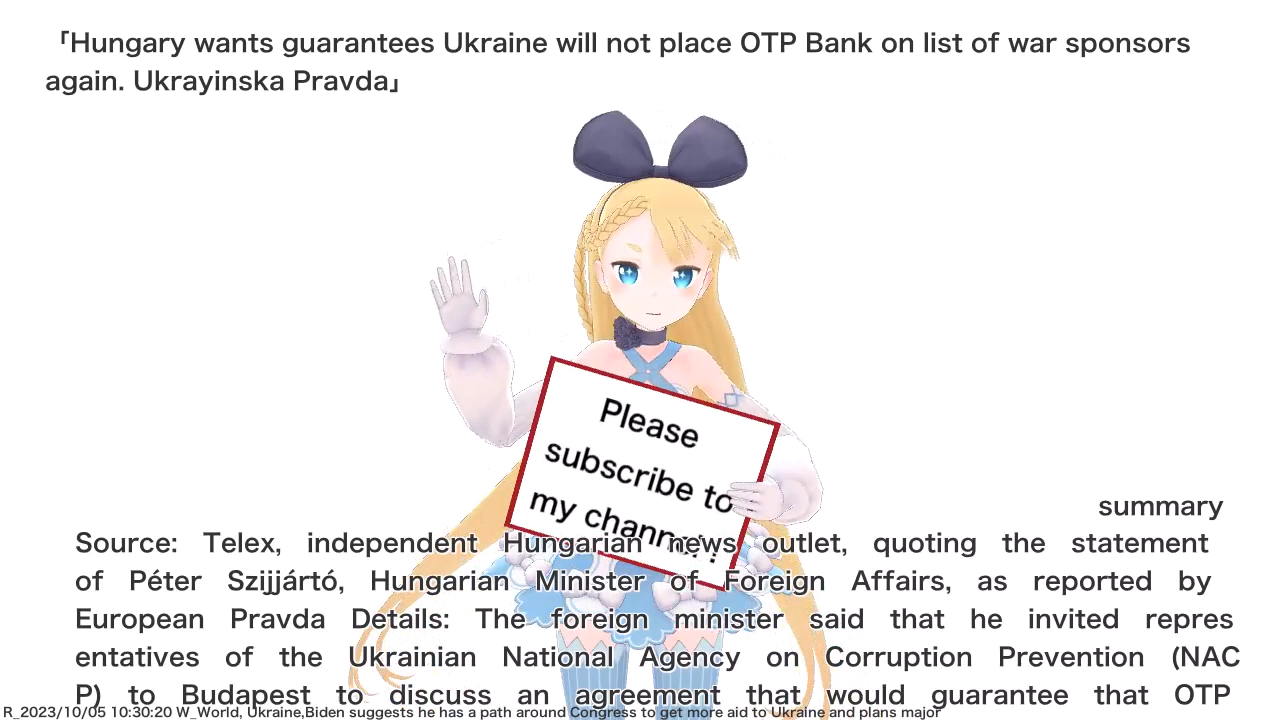 「Hungary wants guarantees Ukraine will not place OTP Bank on list of war sponsors
again. Ukrayinska Pravda」
Please
subscribe to
my channel!
summary
Source: Telex, independent Hungarian news outlet, quoting the statement
of Péter Szijjártó, Hungarian Minister of Foreign Affairs, as reported by
European Pravda Details: The foreign minister said that he invited repres
entatives of the Ukrainian National Agency on Corruption Prevention (NAC
P) to Budapest to discuss an agreement that would guarantee that OTP
R_2023/10/05 10:30:20 W_World, Ukraine,Biden suggests he has a path around Congress to get more aid to Ukraine and plans major